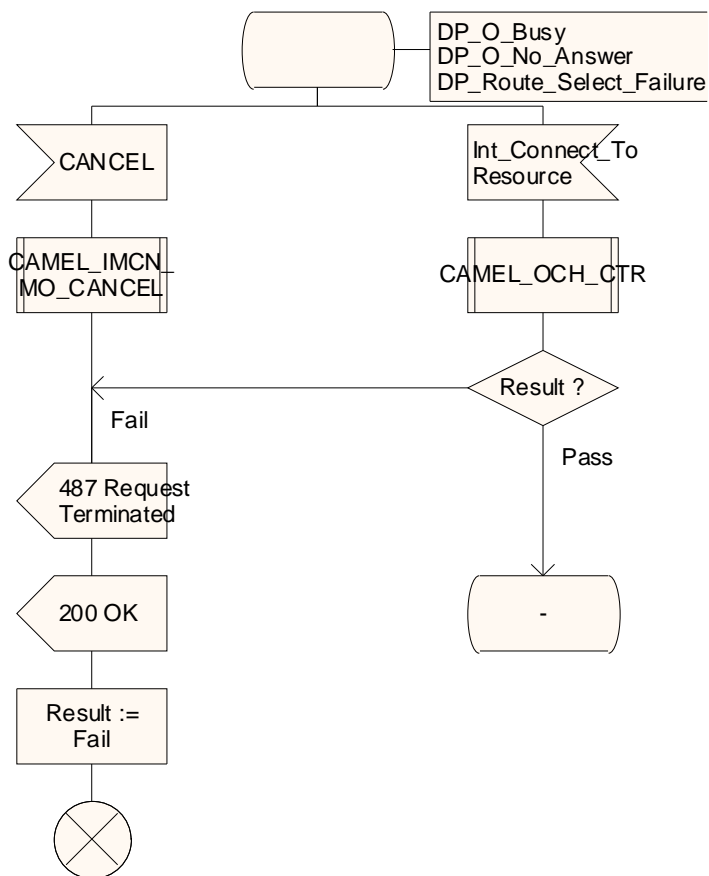 DP_O_Busy
DP_O_No_Answer
DP_Route_Select_Failure
CANCEL
Int_Connect_To
Resource
CAMEL_IMCN_
MO_CANCEL
CAMEL_OCH_CTR
Result ?
Fail
Pass
487 Request
Terminated
200 OK
-
Result :=
Fail